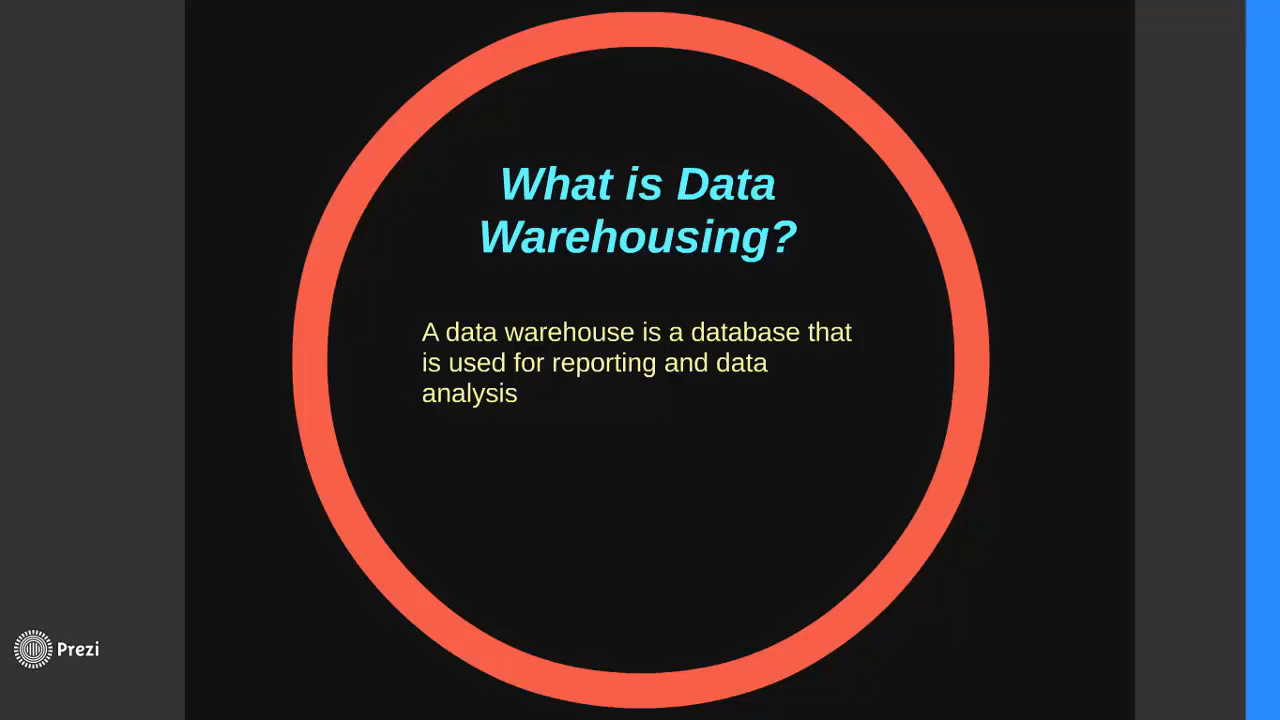 What is Data
Warehousing?
A data warehouse is a database that
is used for reporting and data
analysis
Prezi